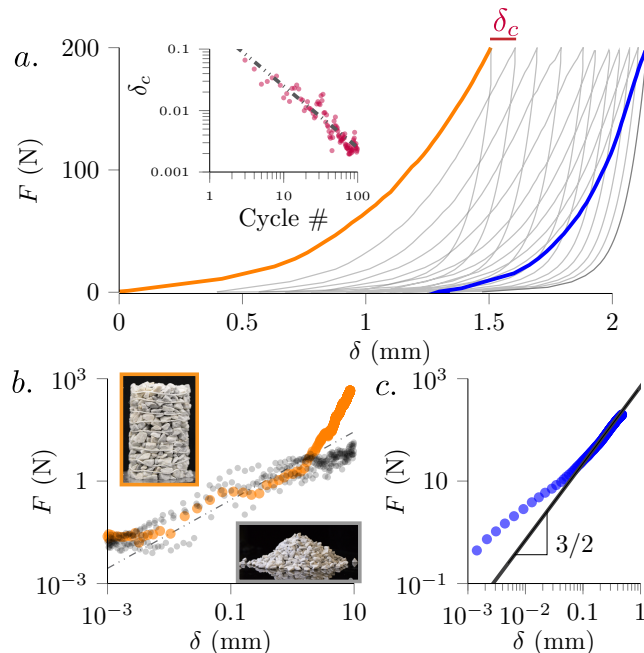 a.
δc
200
100
0
F (N)
0
0.5
1
1.5
2
δ (mm)
0.1
0.01
0.001
δc
1
10
100
Cycle #
b.
10³
1
10⁻³
F (N)
10⁻³
0.1
10
δ (mm)
c.
10³
10
10⁻¹
F (N)
3/2
10⁻³
10⁻²
0.1
1
δ (mm)